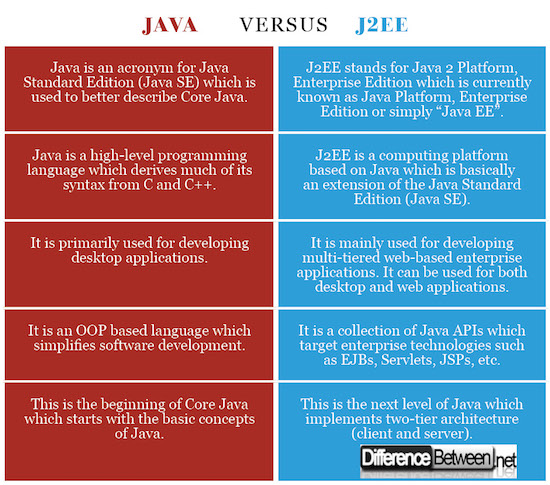 JAVA VERSUS J2EE
Java is an acronym for Java
Standard Edition (Java SE) which is
used to better describe Core Java.
J2EE stands for Java 2 Platform,
Enterprise Edition which is currently
known as Java Platform, Enterprise
Edition or simply “Java EE”.
Java is a high-level programming
language which derives much of its
syntax from C and C++.
J2EE is a computing platform
based on Java which is basically
an extension of the Java Standard
Edition (Java SE).
It is primarily used for developing
desktop applications.
It is mainly used for developing
multi-tiered web-based enterprise
applications. It can be used for both
desktop and web applications.
It is an OOP based language which
simplifies software development.
It is a collection of Java APIs which
target enterprise technologies such
as EJBs, Servlets, JSPs, etc.
This is the beginning of Core Java
which starts with the basic concepts
of Java.
This is the next level of Java which
implements two-tier architecture
(client and server).
DifferenceBetween.net